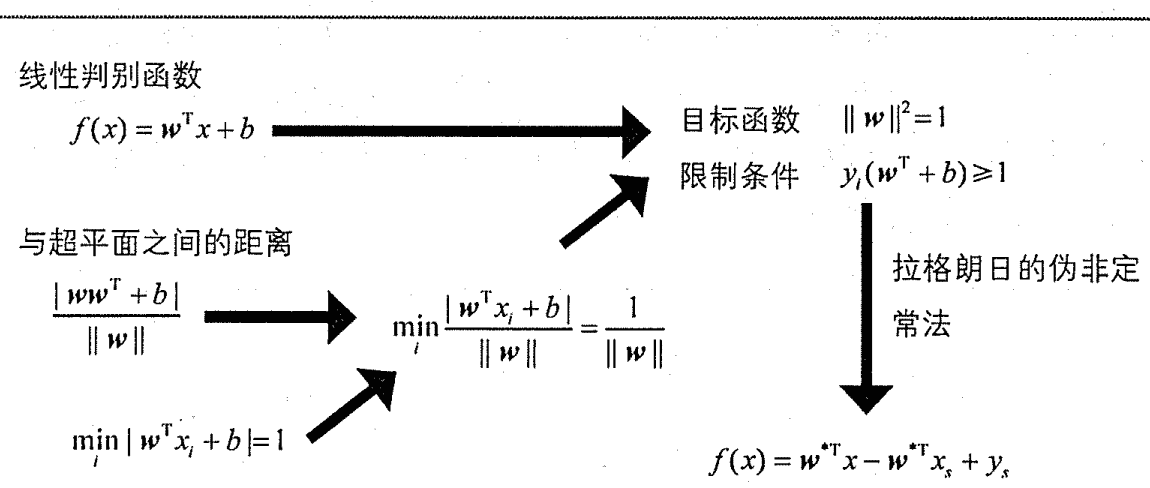 线性判别函数
f(x) = w^T x + b
目标函数 ‖w‖²=1
限制条件 y_i(w^T + b) ⩾ 1
与超平面之间的距离
|ww^T + b| / ‖w‖
min_i |w^T x_i + b| / ‖w‖ = 1 / ‖w‖
min_i |w^T x_i + b|=1
拉格朗日的伪非定
常法
f(x) = w*^T x − w*^T x_s + y_s